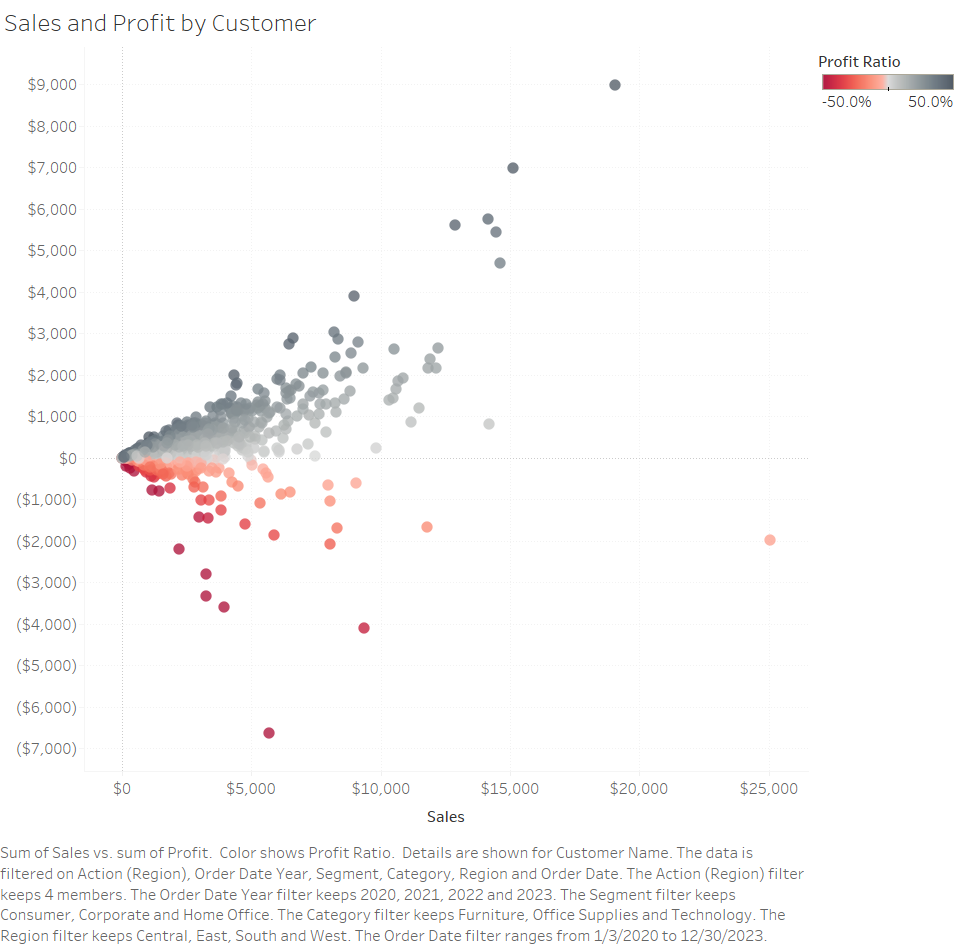 Sales and Profit by Customer
Profit Ratio
-50.0% 50.0%
$9,000
$8,000
$7,000
$6,000
$5,000
$4,000
$3,000
$2,000
$1,000
$0
($1,000)
($2,000)
($3,000)
($4,000)
($5,000)
($6,000)
($7,000)
$0 $5,000 $10,000 $15,000 $20,000 $25,000
Sales
Sum of Sales vs. sum of Profit.  Color shows Profit Ratio.  Details are shown for Customer Name. The data is
filtered on Action (Region), Order Date Year, Segment, Category, Region and Order Date. The Action (Region) filter
keeps 4 members. The Order Date Year filter keeps 2020, 2021, 2022 and 2023. The Segment filter keeps
Consumer, Corporate and Home Office. The Category filter keeps Furniture, Office Supplies and Technology. The
Region filter keeps Central, East, South and West. The Order Date filter ranges from 1/3/2020 to 12/30/2023.